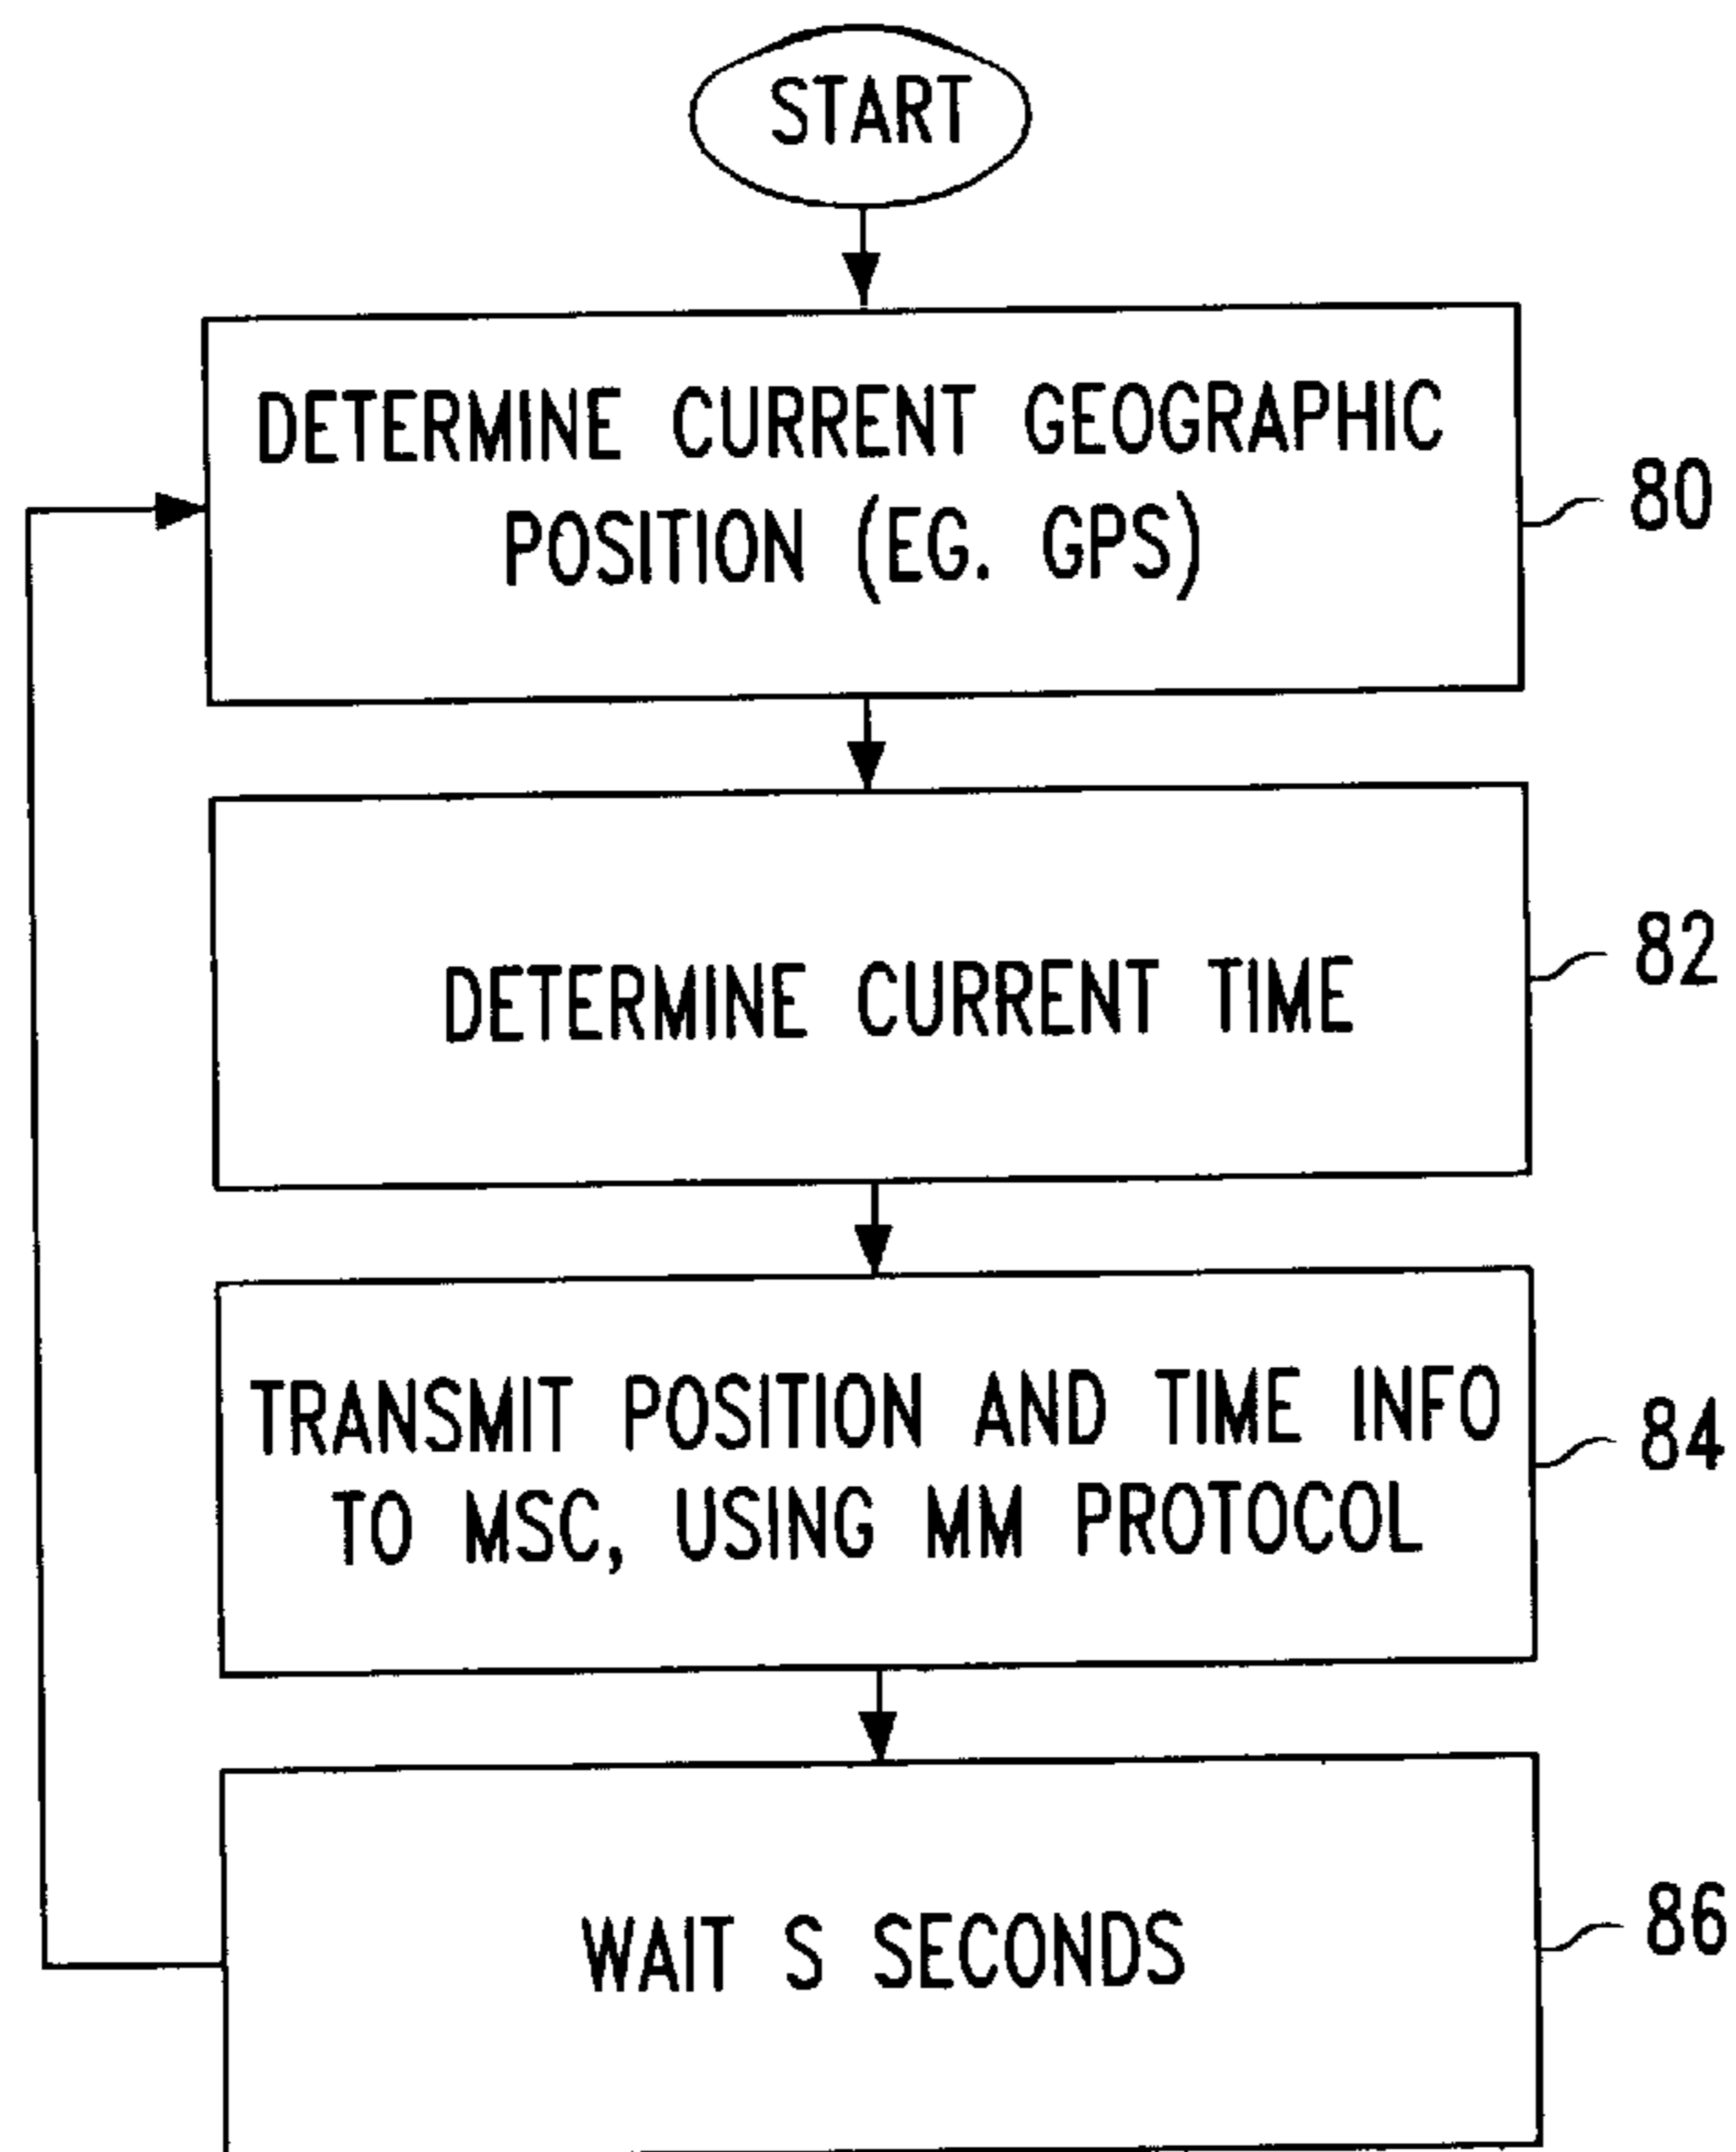 START
DETERMINE CURRENT GEOGRAPHIC
POSITION (EG. GPS)
80
DETERMINE CURRENT TIME
82
TRANSMIT POSITION AND TIME INFO
TO MSC, USING MM PROTOCOL
84
WAIT S SECONDS
86